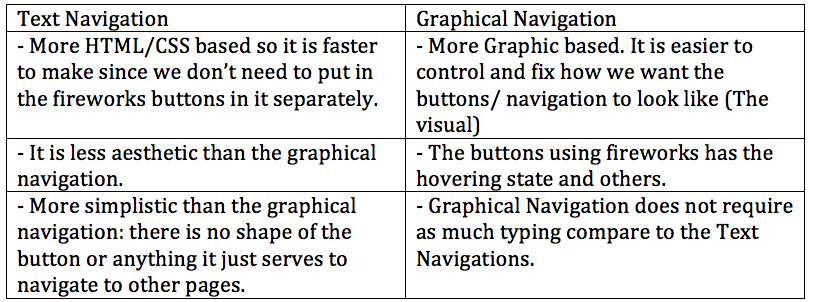 Text Navigation
Graphical Navigation
- More HTML/CSS based so it is faster
to make since we don’t need to put in
the fireworks buttons in it separately.
- More Graphic based. It is easier to
control and fix how we want the
buttons/ navigation to look like (The
visual)
- It is less aesthetic than the graphical
navigation.
- The buttons using fireworks has the
hovering state and others.
- More simplistic than the graphical
navigation: there is no shape of the
button or anything it just serves to
navigate to other pages.
- Graphical Navigation does not require
as much typing compare to the Text
Navigations.